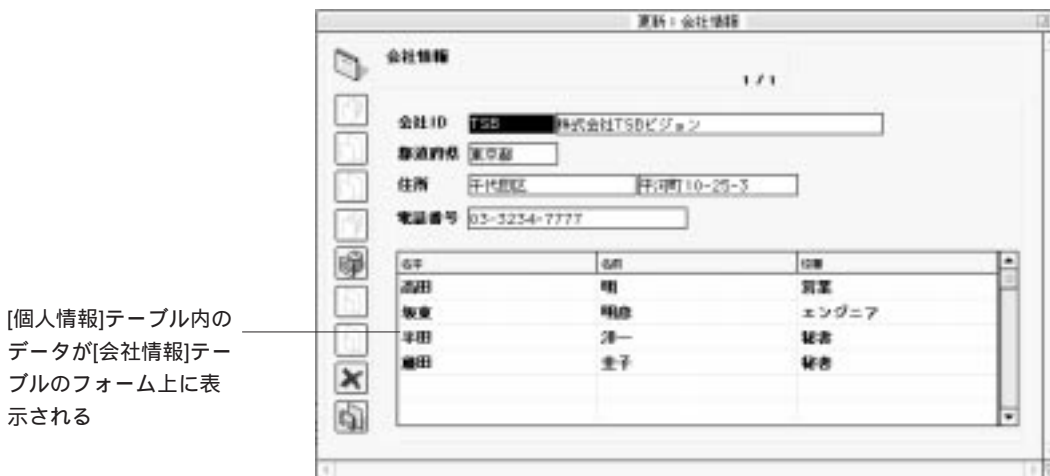 更新：会社情報
会社情報
1 / 1
会社ID TSB 株式会社TSBビジョン
都道府県 東京都
住所 千代田区 平河町10-25-3
電話番号 03-3234-7777
名字 名前 役職
高田 明 営業
坂東 明彦 エンジニア
半田 洋一 秘書
藤田 圭子 秘書
[個人情報]テーブル内の
データが[会社情報]テー
ブルのフォーム上に表
示される